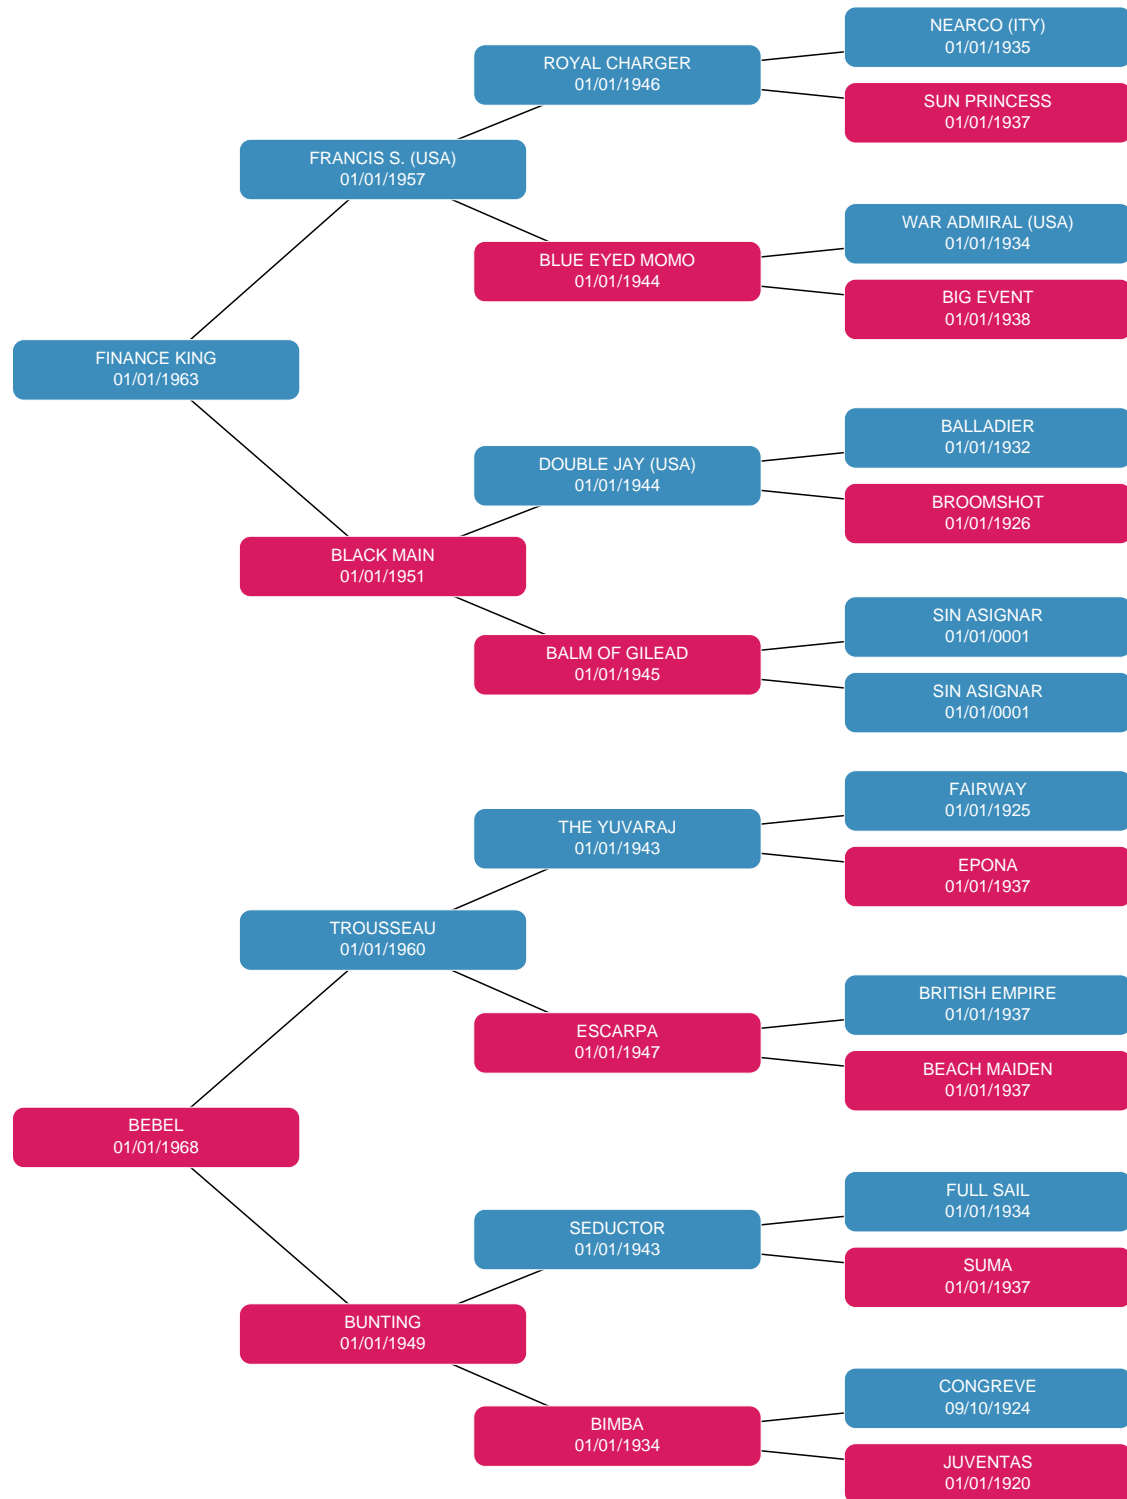 NEARCO (ITY)
01/01/1935
ROYAL CHARGER
01/01/1946
SUN PRINCESS
01/01/1937
FRANCIS S. (USA)
01/01/1957
WAR ADMIRAL (USA)
01/01/1934
BLUE EYED MOMO
01/01/1944
BIG EVENT
01/01/1938
FINANCE KING
01/01/1963
BALLADIER
01/01/1932
DOUBLE JAY (USA)
01/01/1944
BROOMSHOT
01/01/1926
BLACK MAIN
01/01/1951
SIN ASIGNAR
01/01/0001
BALM OF GILEAD
01/01/1945
SIN ASIGNAR
01/01/0001
FAIRWAY
01/01/1925
THE YUVARAJ
01/01/1943
EPONA
01/01/1937
TROUSSEAU
01/01/1960
BRITISH EMPIRE
01/01/1937
ESCARPA
01/01/1947
BEACH MAIDEN
01/01/1937
BEBEL
01/01/1968
FULL SAIL
01/01/1934
SEDUCTOR
01/01/1943
SUMA
01/01/1937
BUNTING
01/01/1949
CONGREVE
09/10/1924
BIMBA
01/01/1934
JUVENTAS
01/01/1920